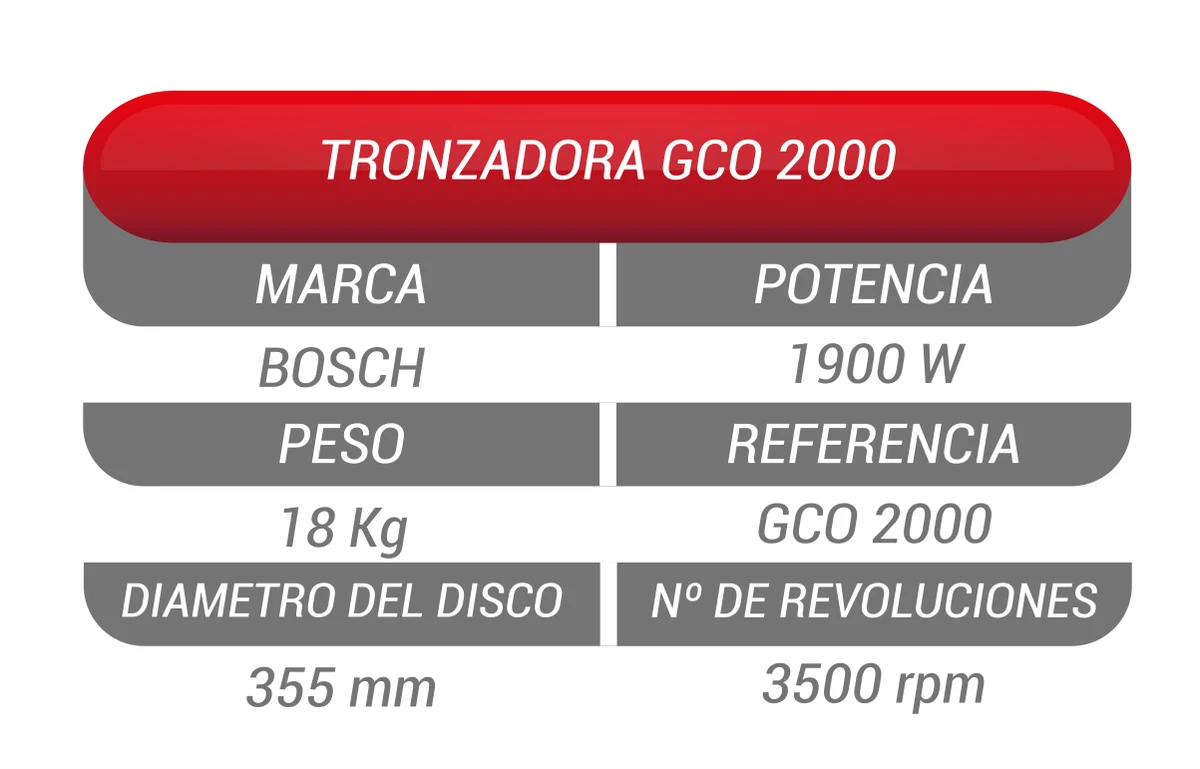 TRONZADORA GCO 2000
MARCA
POTENCIA
BOSCH
1900 W
PESO
REFERENCIA
18 Kg
GCO 2000
DIAMETRO DEL DISCO
Nº DE REVOLUCIONES
355 mm
3500 rpm